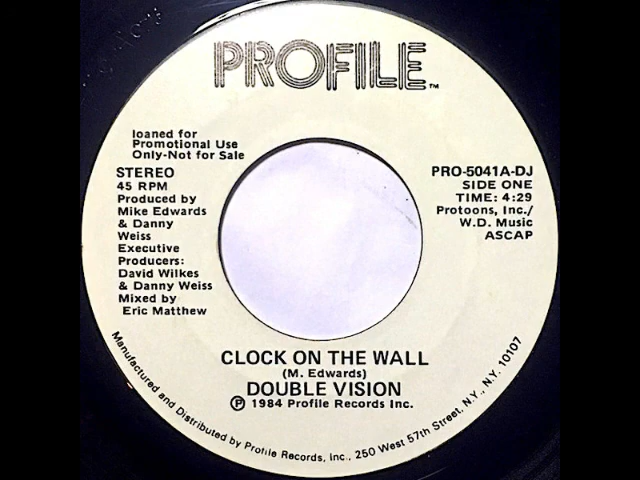 PROFILE™
loaned for
Promotional Use
Only-Not for Sale
STEREO
45 RPM
Produced by
Mike Edwards
& Danny
Weiss
Executive
Producers:
David Wilkes
& Danny Weiss
Mixed by
Eric Matthew
PRO-5041A-DJ
SIDE ONE
TIME: 4:29
Protoons, Inc./
W.D. Music
ASCAP
CLOCK ON THE WALL
(M. Edwards)
DOUBLE VISION
Ⓟ 1984 Profile Records Inc.
Manufactured and Distributed by Profile Records, Inc., 250 West 57th Street, N.Y., N.Y. 10107